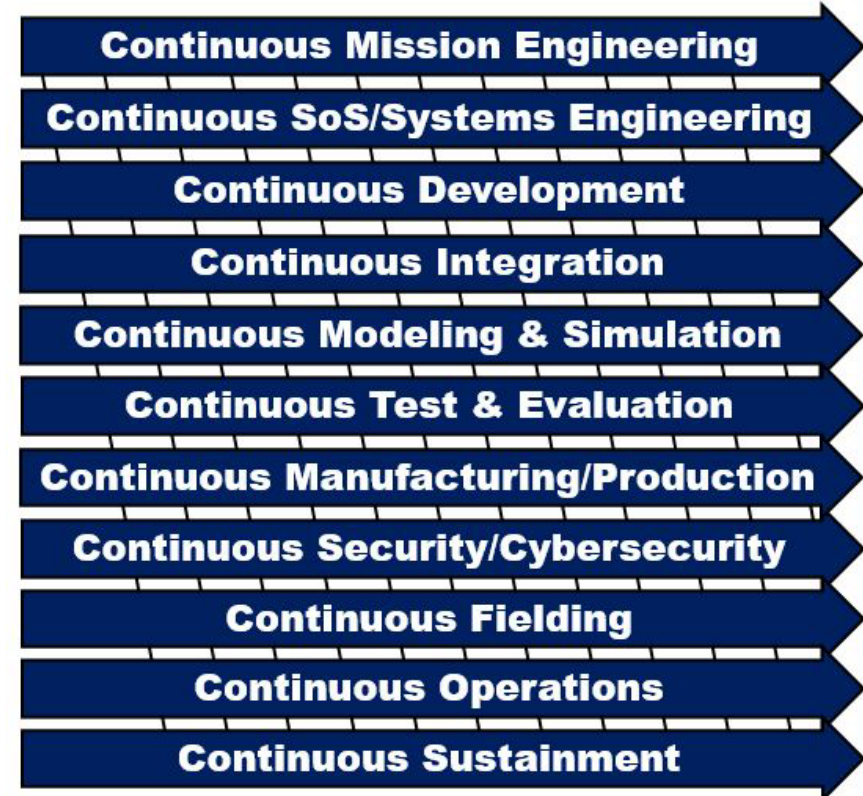 Continuous Mission Engineering
Continuous SoS/Systems Engineering
Continuous Development
Continuous Integration
Continuous Modeling & Simulation
Continuous Test & Evaluation
Continuous Manufacturing/Production
Continuous Security/Cybersecurity
Continuous Fielding
Continuous Operations
Continuous Sustainment